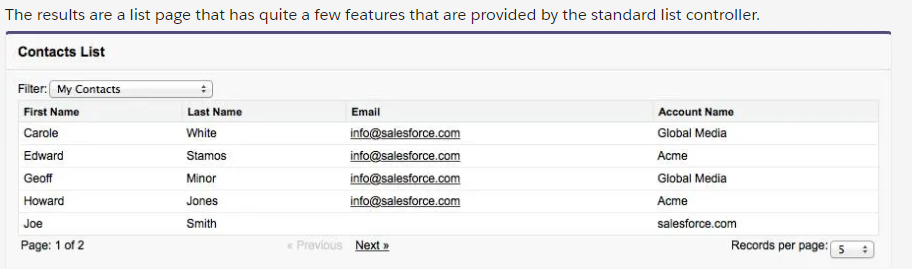 The results are a list page that has quite a few features that are provided by the standard list controller.
Contacts List
Filter: My Contacts
First Name Last Name Email Account Name
Carole White info@salesforce.com Global Media
Edward Stamos info@salesforce.com Acme
Geoff Minor info@salesforce.com Global Media
Howard Jones info@salesforce.com Acme
Joe Smith salesforce.com
Page: 1 of 2 « Previous Next » Records per page: 5